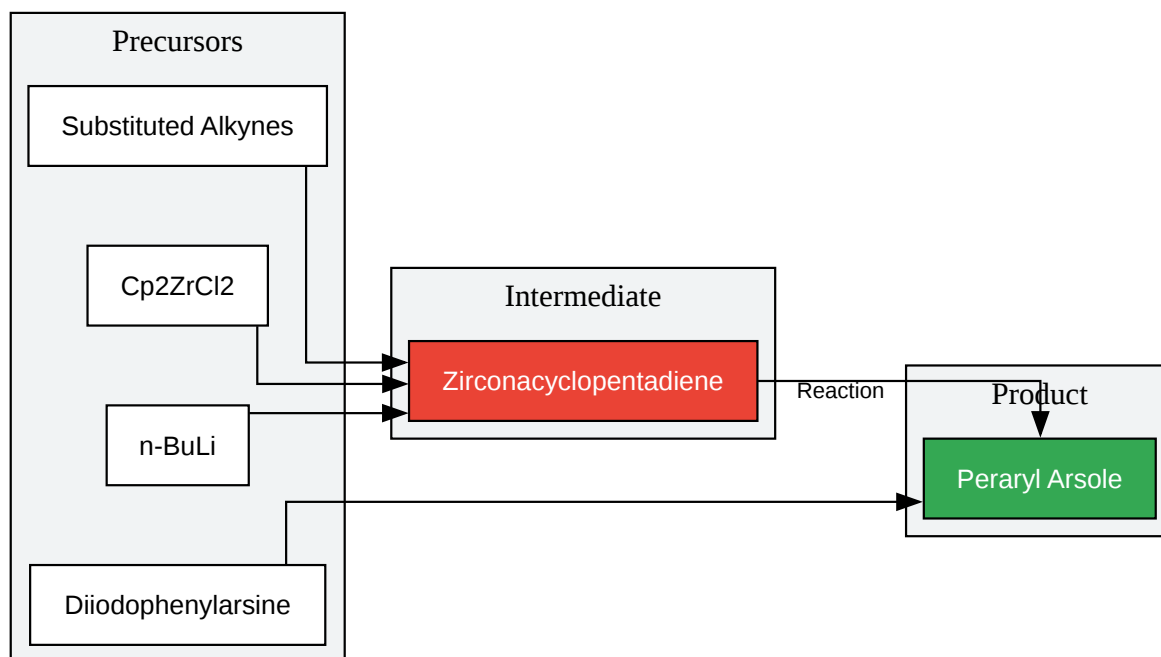 Precursors
Substituted Alkynes
Cp2ZrCl2
n-BuLi
Diiodophenylarsine
Intermediate
Zirconacyclopentadiene
Reaction
Product
Peraryl Arsole